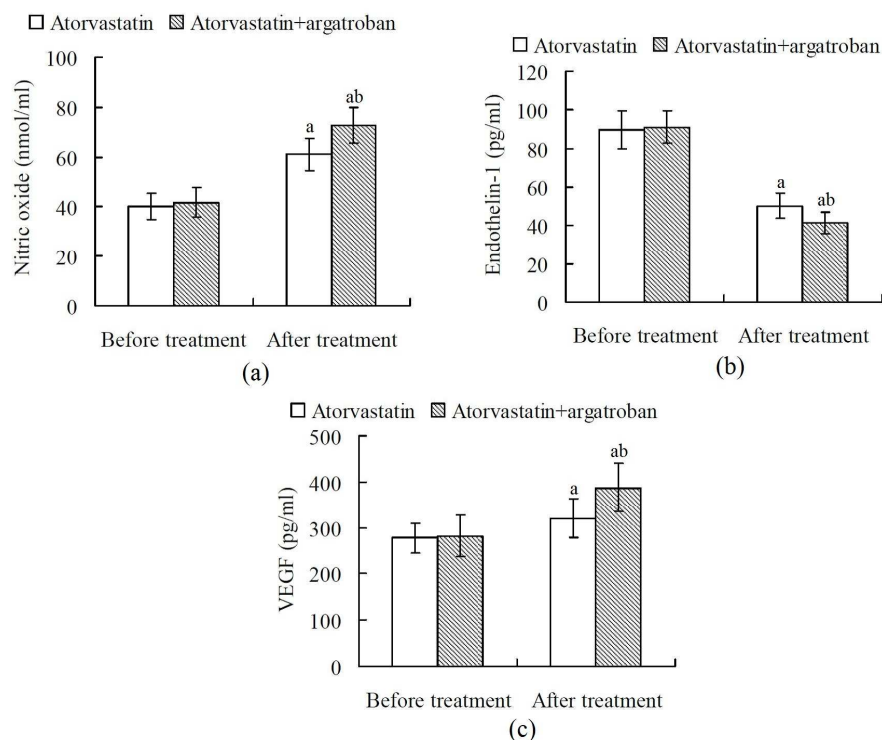 Atorvastatin Atorvastatin+argatroban
100
80
60
40
20
0
Nitric oxide (nmol/ml)
a
ab
Before treatment After treatment
(a)
Atorvastatin Atorvastatin+argatroban
120
100
80
60
40
20
0
Endothelin-1 (pg/ml)
a
ab
Before treatment After treatment
(b)
Atorvastatin Atorvastatin+argatroban
500
400
300
200
100
0
VEGF (pg/ml)
a
ab
Before treatment After treatment
(c)